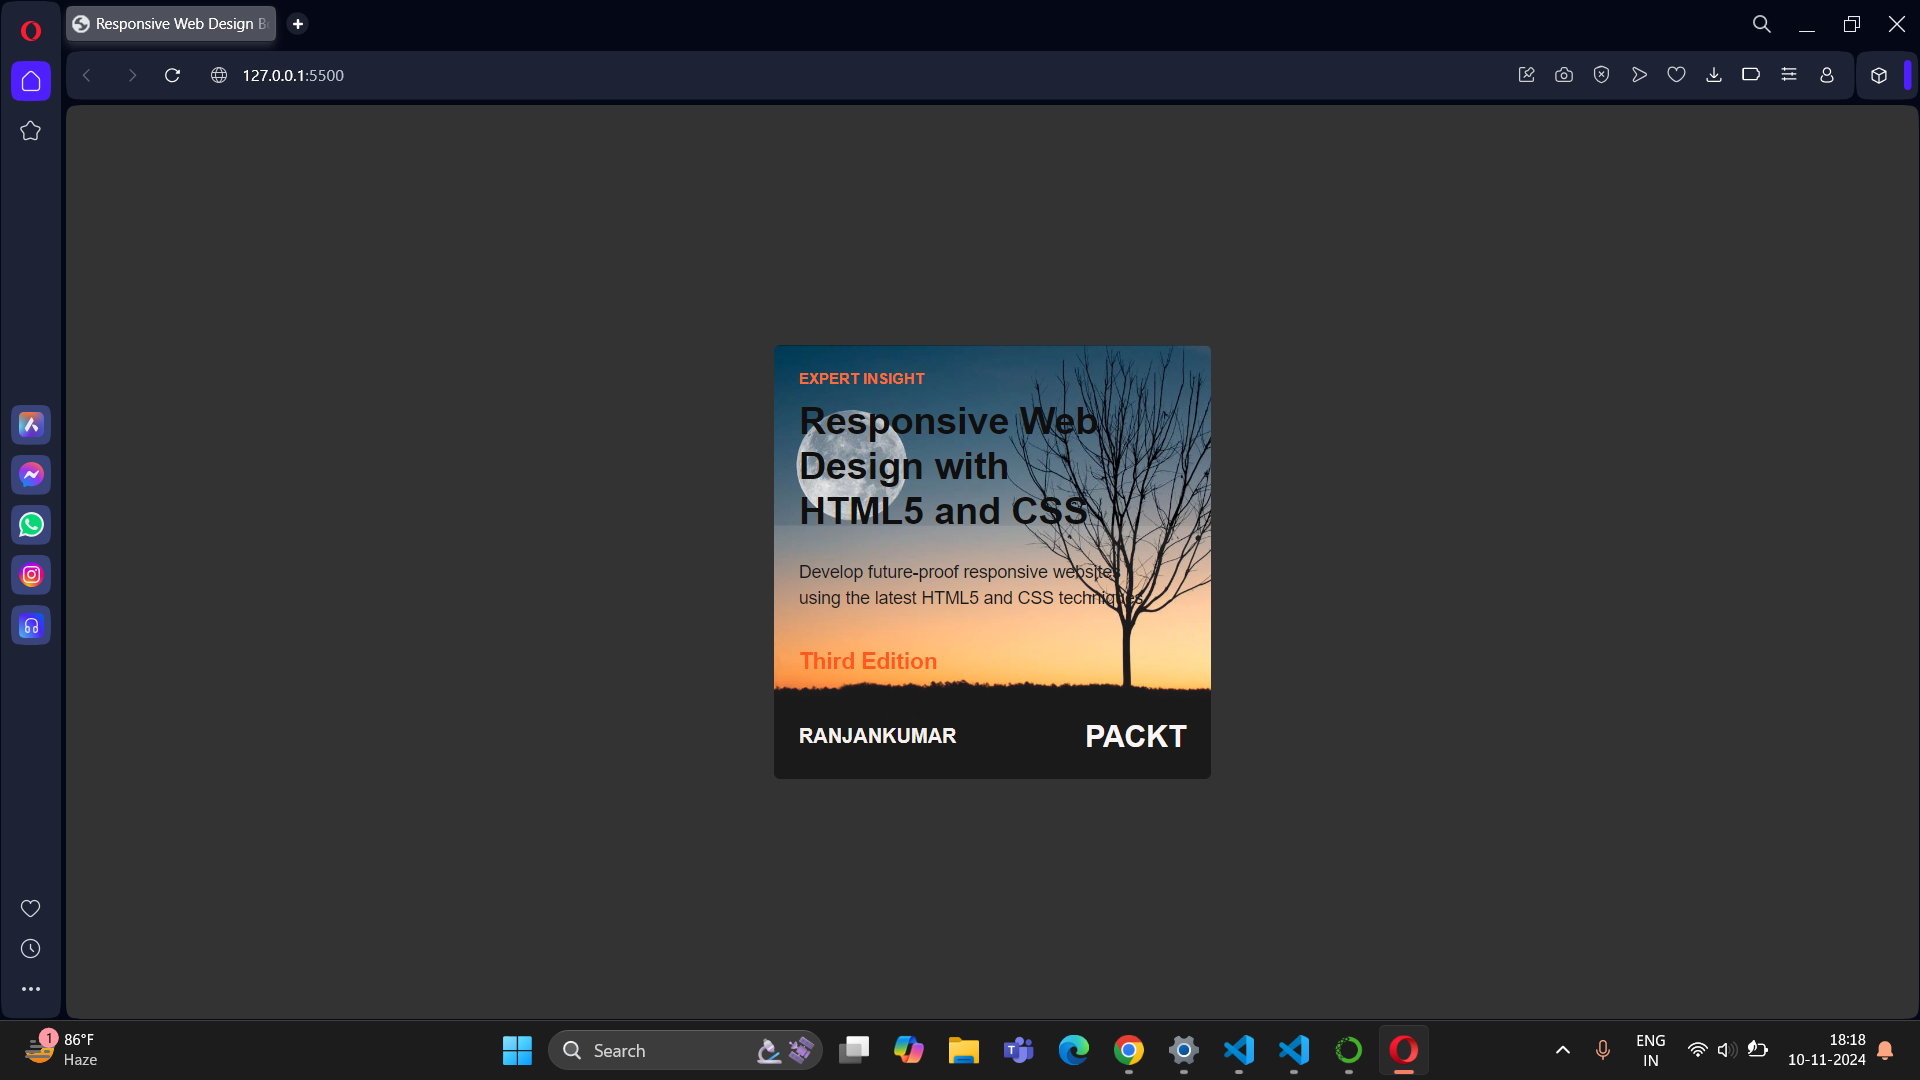 Responsive Web Design B
127.0.0.1:5500
EXPERT INSIGHT
Responsive Web
Design with
HTML5 and CSS
Develop future-proof responsive websites
using the latest HTML5 and CSS techniques
Third Edition
RANJANKUMAR
PACKT
1
86°F
Haze
Search
ENG
IN
18:18
10-11-2024